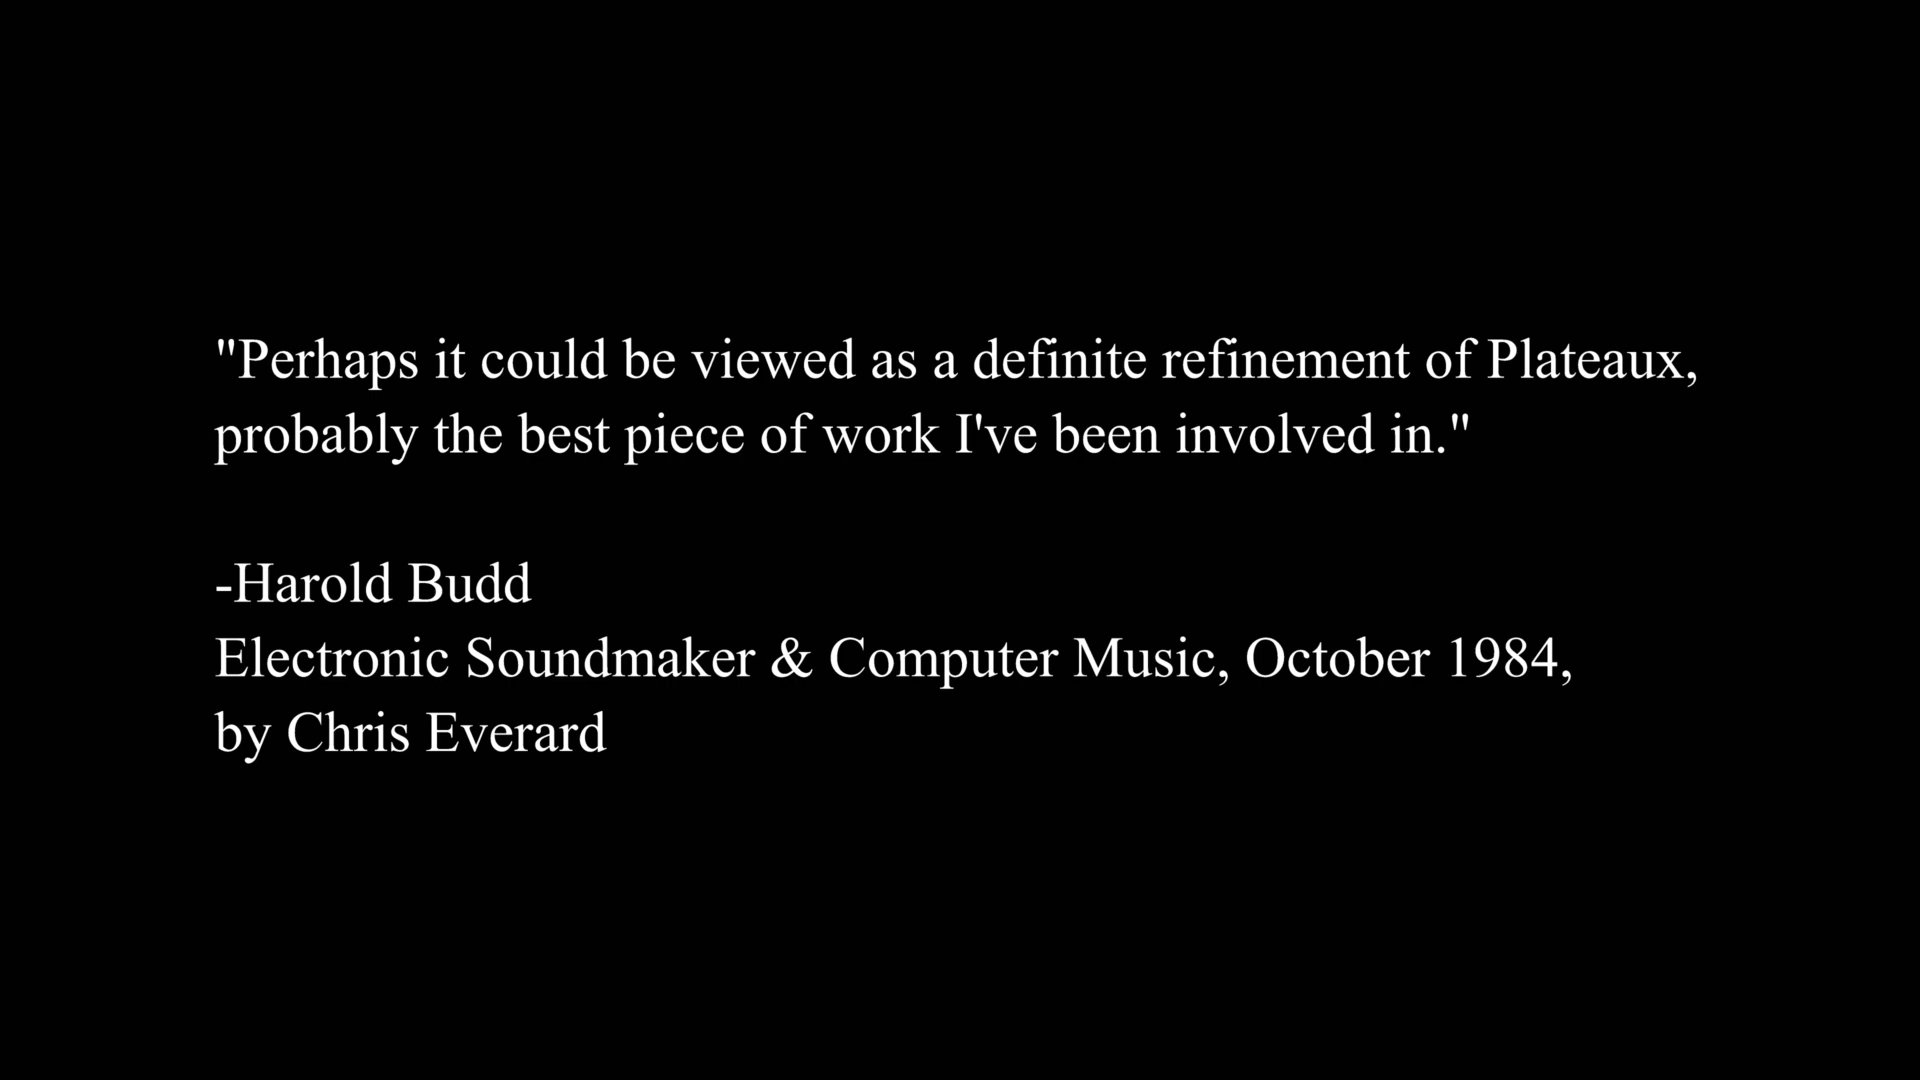 "Perhaps it could be viewed as a definite refinement of Plateaux,
probably the best piece of work I've been involved in."
-Harold Budd
Electronic Soundmaker & Computer Music, October 1984,
by Chris Everard